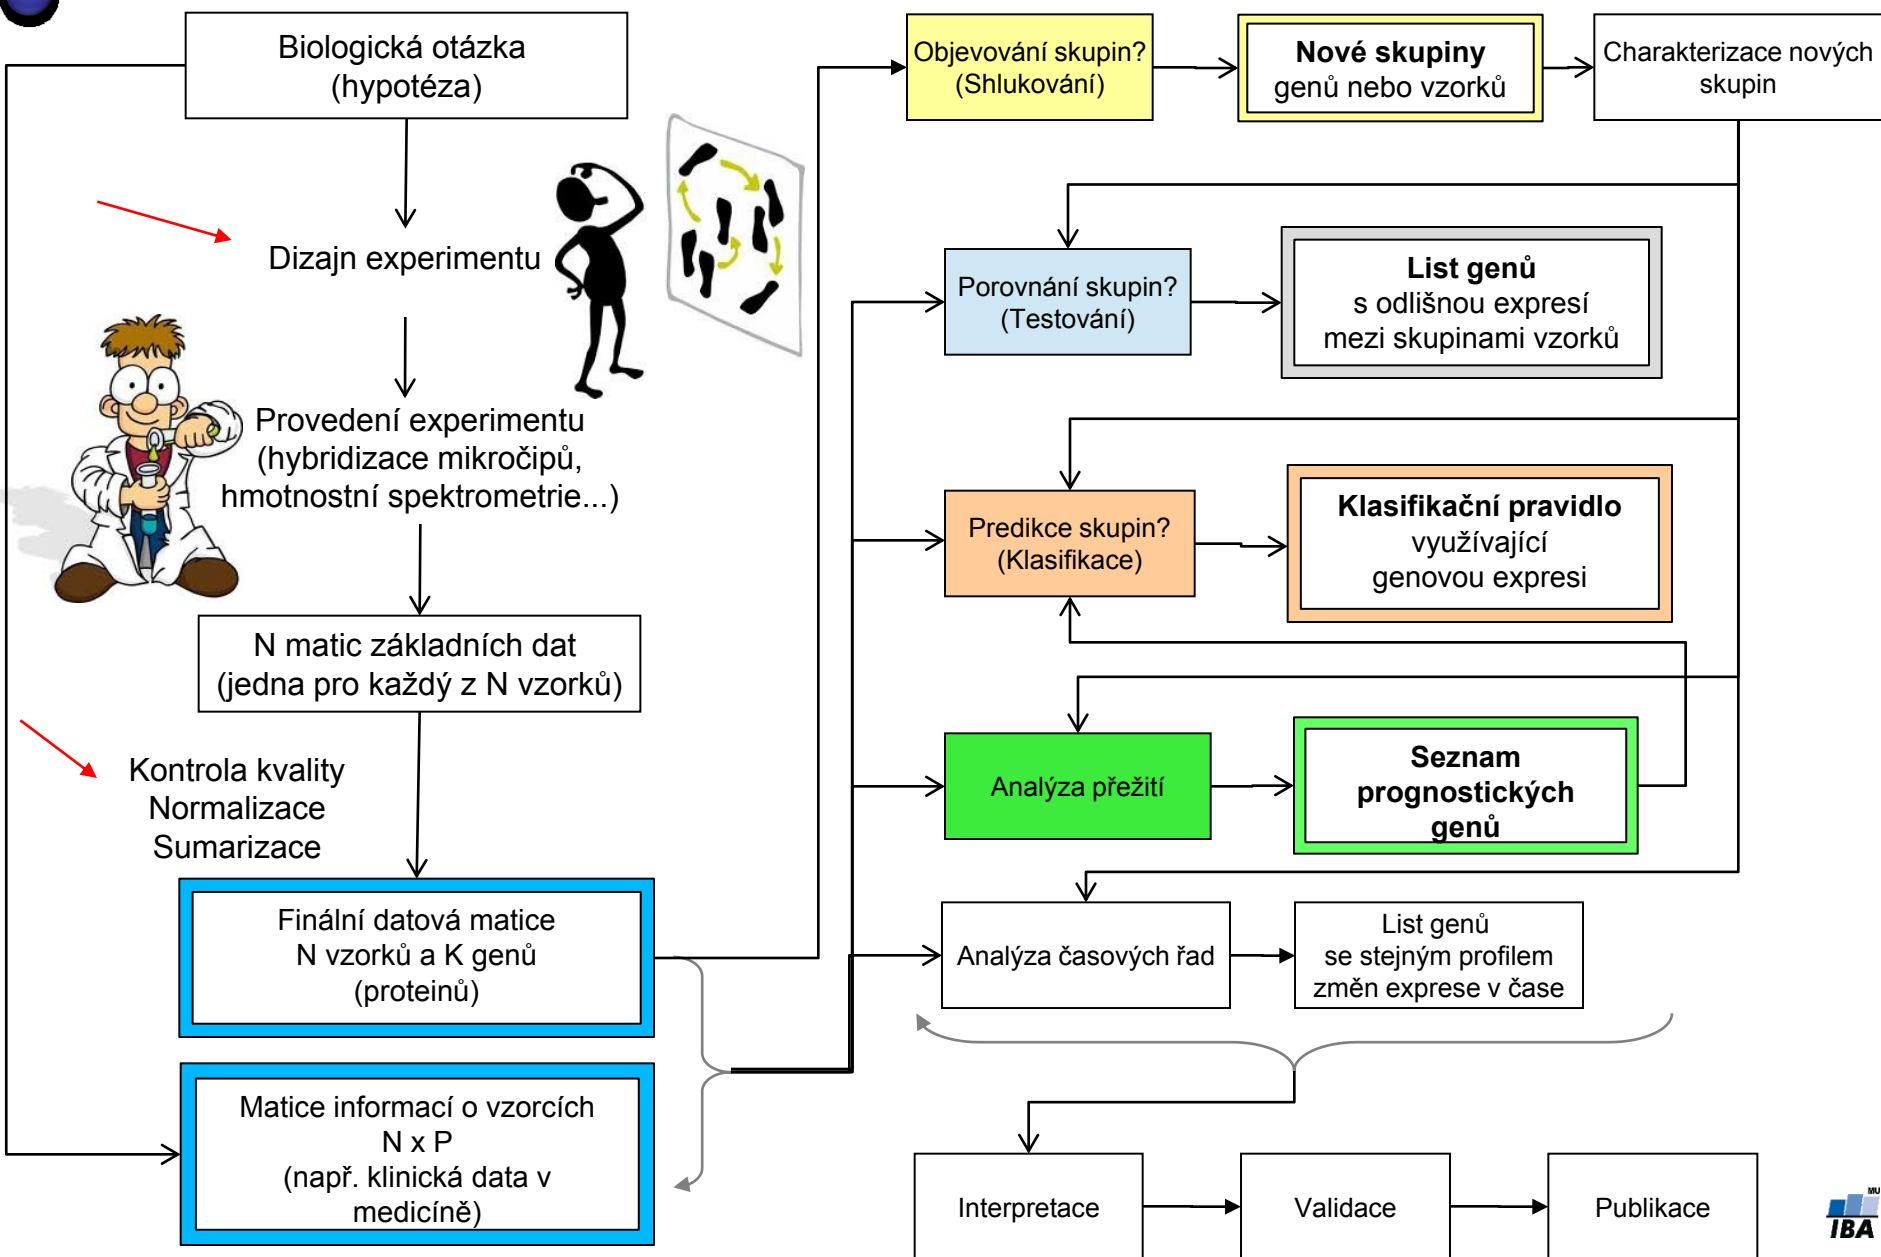 Biologická otázka
(hypotéza)
Dizajn experimentu
Provedení experimentu
(hybridizace mikročipů,
hmotnostní spektrometrie...)
N matic základních dat
(jedna pro každý z N vzorků)
Kontrola kvality
Normalizace
Sumarizace
Finální datová matice
N vzorků a K genů
(proteinů)
Matice informací o vzorcích
N x P
(např. klinická data v
medicíně)
Objevování skupin?
(Shlukování)
Nové skupiny
genů nebo vzorků
Charakterizace nových
skupin
Porovnání skupin?
(Testování)
List genů
s odlišnou expresí
mezi skupinami vzorků
Predikce skupin?
(Klasifikace)
Klasifikační pravidlo
využívající
genovou expresi
Analýza přežití
Seznam
prognostických
genů
Analýza časových řad
List genů
se stejným profilem
změn exprese v čase
Interpretace
Validace
Publikace
MU
IBA